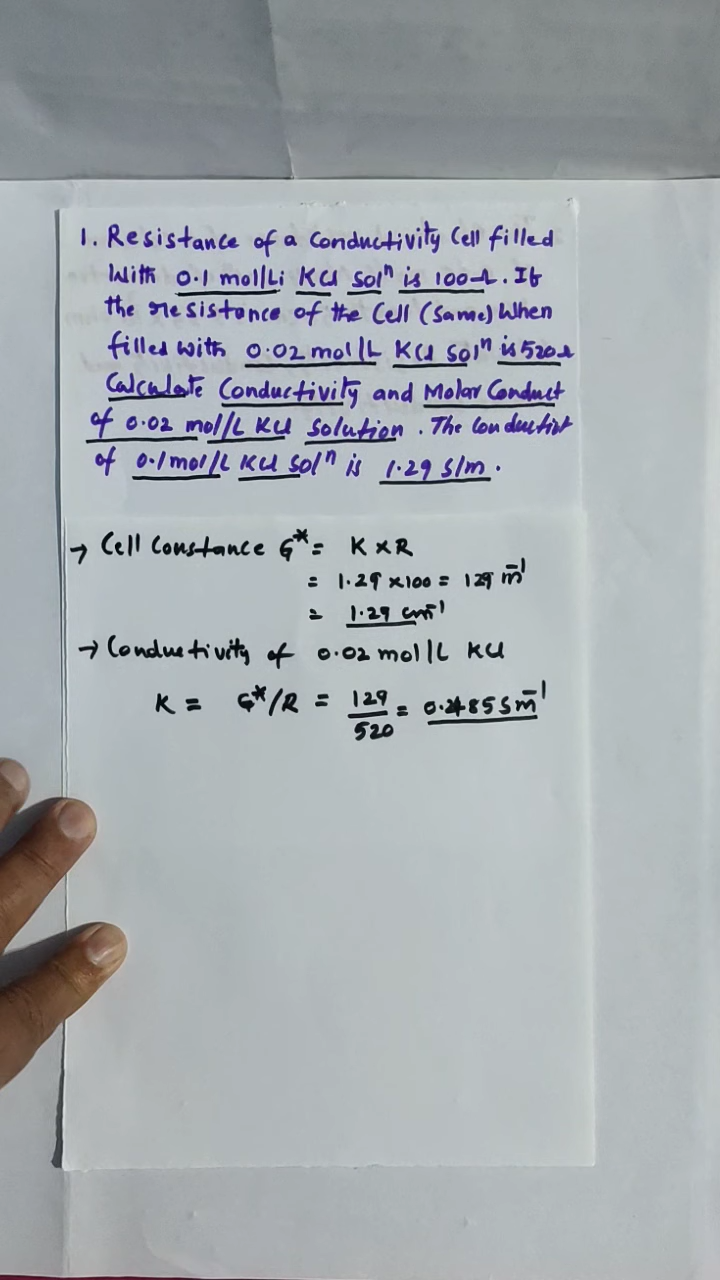 1. Resistance of a Conductivity Cell filled
With 0.1 mol/Li KCl Solⁿ is 100Ω. If
the resistance of the Cell (Same) When
filled with 0.02 mol/L KCl Solⁿ is 520Ω
Calculate Conductivity and Molar Conduct
of 0.02 mol/L KCl Solution. The Conductivt
of 0.1 mol/L KCl Solⁿ is 1.29 S/m.
→ Cell Constance G* = K × R
= 1.29 × 100 = 129 m⁻¹
= 1.29 cm⁻¹
→ Conductivity of 0.02 mol/L KCl
K = G*/R = 129/520 = 0.2485 S m⁻¹